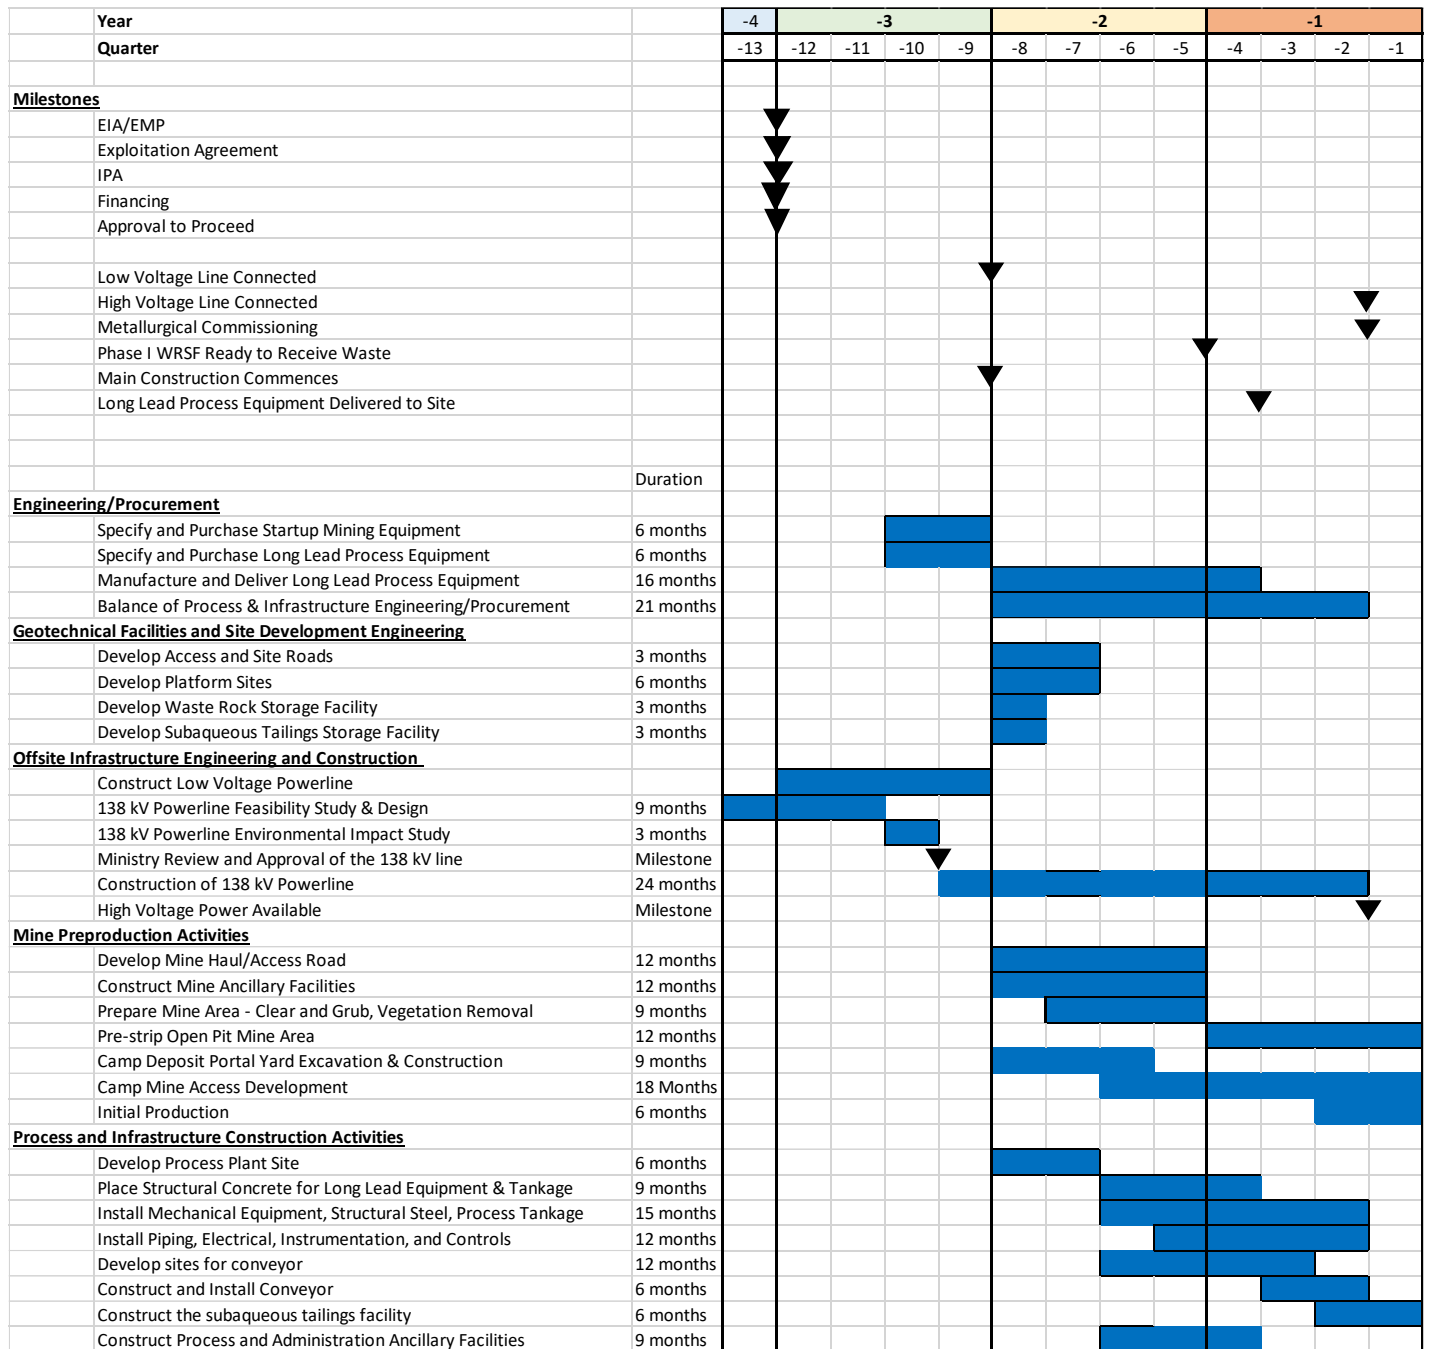 Year -4 -3 -2 -1
Quarter -13 -12 -11 -10 -9 -8 -7 -6 -5 -4 -3 -2 -1
Milestones
EIA/EMP
Exploitation Agreement
IPA
Financing
Approval to Proceed
Low Voltage Line Connected
High Voltage Line Connected
Metallurgical Commissioning
Phase I WRSF Ready to Receive Waste
Main Construction Commences
Long Lead Process Equipment Delivered to Site
Duration
Engineering/Procurement
Specify and Purchase Startup Mining Equipment 6 months
Specify and Purchase Long Lead Process Equipment 6 months
Manufacture and Deliver Long Lead Process Equipment 16 months
Balance of Process & Infrastructure Engineering/Procurement 21 months
Geotechnical Facilities and Site Development Engineering
Develop Access and Site Roads 3 months
Develop Platform Sites 6 months
Develop Waste Rock Storage Facility 3 months
Develop Subaqueous Tailings Storage Facility 3 months
Offsite Infrastructure Engineering and Construction
Construct Low Voltage Powerline
138 kV Powerline Feasibility Study & Design 9 months
138 kV Powerline Environmental Impact Study 3 months
Ministry Review and Approval of the 138 kV line Milestone
Construction of 138 kV Powerline 24 months
High Voltage Power Available Milestone
Mine Preproduction Activities
Develop Mine Haul/Access Road 12 months
Construct Mine Ancillary Facilities 12 months
Prepare Mine Area - Clear and Grub, Vegetation Removal 9 months
Pre-strip Open Pit Mine Area 12 months
Camp Deposit Portal Yard Excavation & Construction 9 months
Camp Mine Access Development 18 Months
Initial Production 6 months
Process and Infrastructure Construction Activities
Develop Process Plant Site 6 months
Place Structural Concrete for Long Lead Equipment & Tankage 9 months
Install Mechanical Equipment, Structural Steel, Process Tankage 15 months
Install Piping, Electrical, Instrumentation, and Controls 12 months
Develop sites for conveyor 12 months
Construct and Install Conveyor 6 months
Construct the subaqueous tailings facility 6 months
Construct Process and Administration Ancillary Facilities 9 months